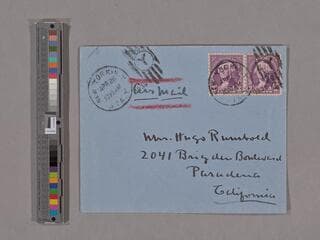 Air Mail
Mrs. Hugo Rumbold
2041 Brigden Boulevard
Pasadena
California